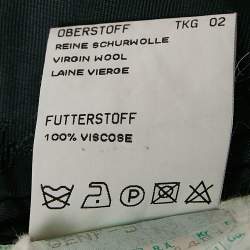 OBERSTOFF TKG 02
REINE SCHURWOLLE
VIRGIN WOOL
LAINE VIERGE
FUTTERSTOFF
100% VISCOSE
P